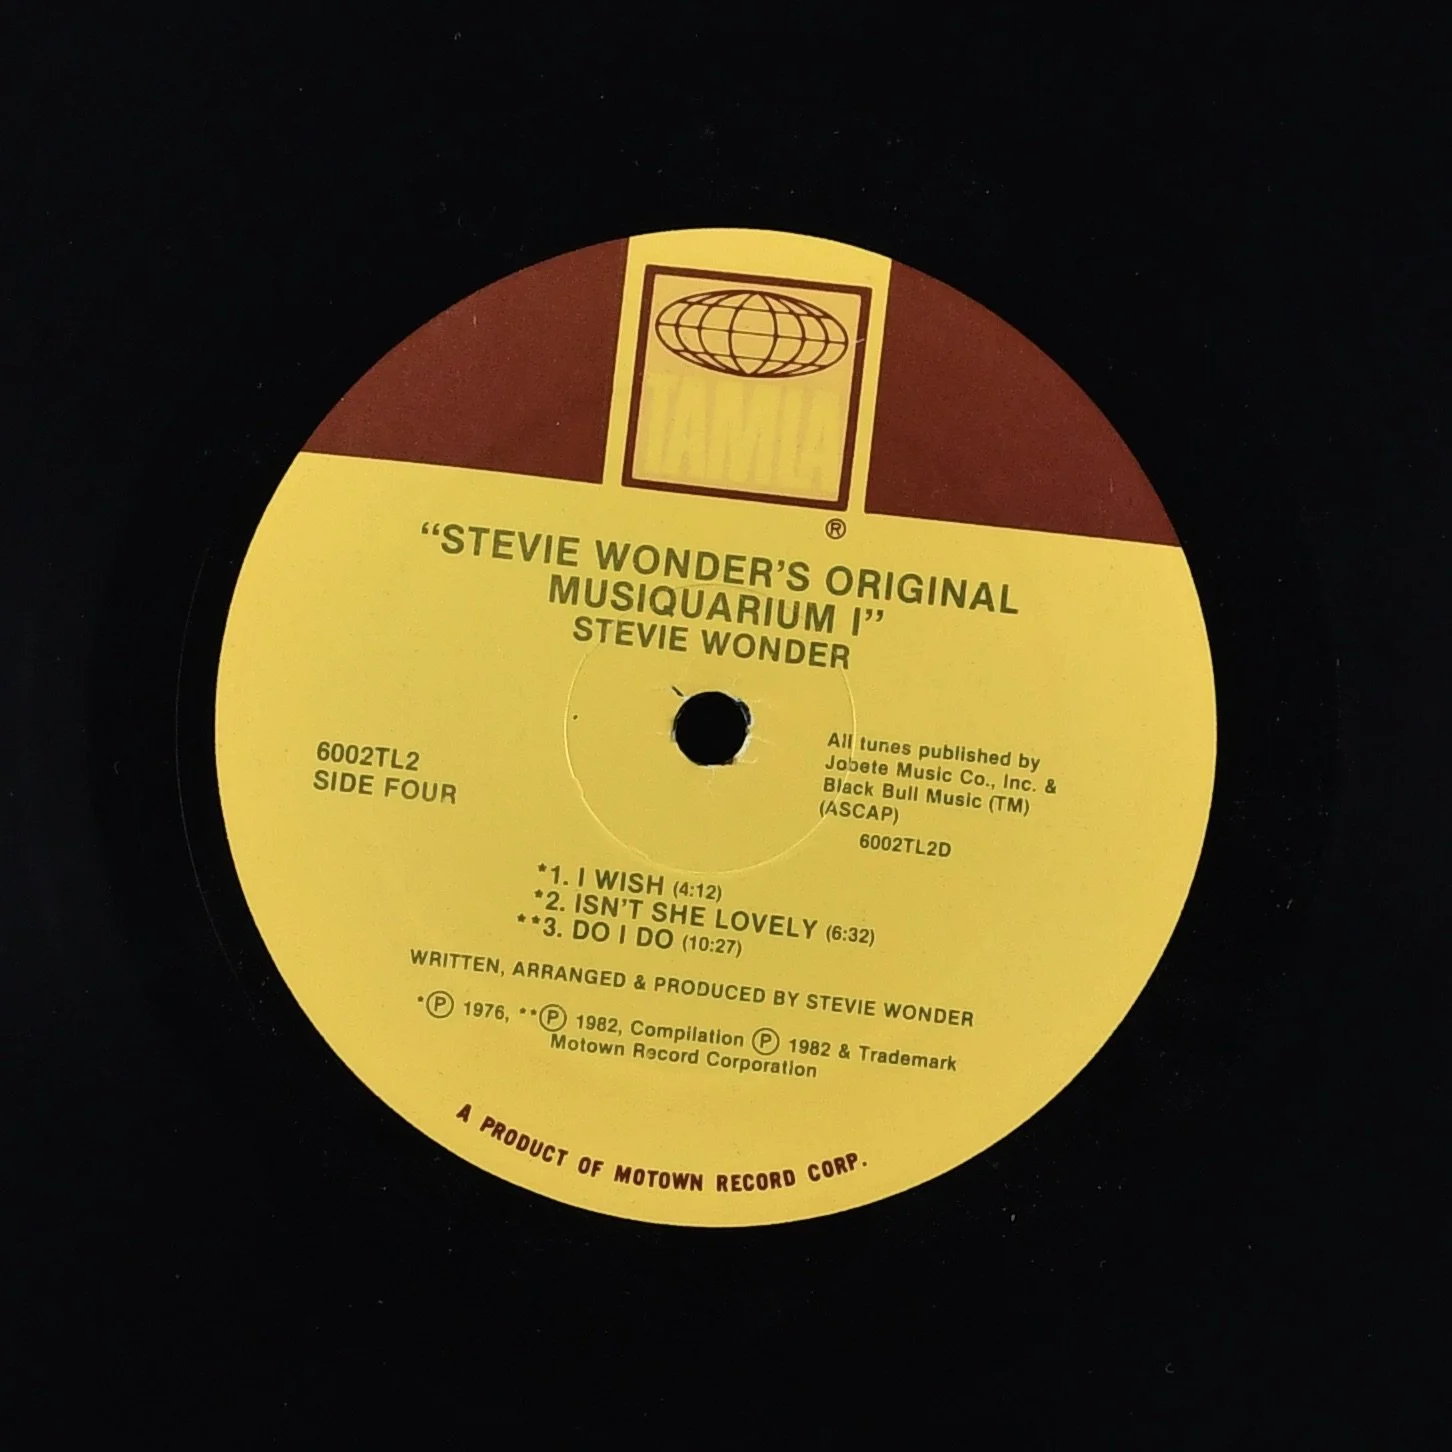 TAMLA
®
“STEVIE WONDER’S ORIGINAL
MUSIQUARIUM I”
STEVIE WONDER
6002TL2
SIDE FOUR
All tunes published by
Jobete Music Co., Inc. &
Black Bull Music (TM)
(ASCAP)
6002TL2D
*1. I WISH (4:12)
*2. ISN’T SHE LOVELY (6:32)
**3. DO I DO (10:27)
WRITTEN, ARRANGED & PRODUCED BY STEVIE WONDER
*Ⓟ 1976, **Ⓟ 1982, Compilation Ⓟ 1982 & Trademark
Motown Record Corporation
A PRODUCT OF MOTOWN RECORD CORP.